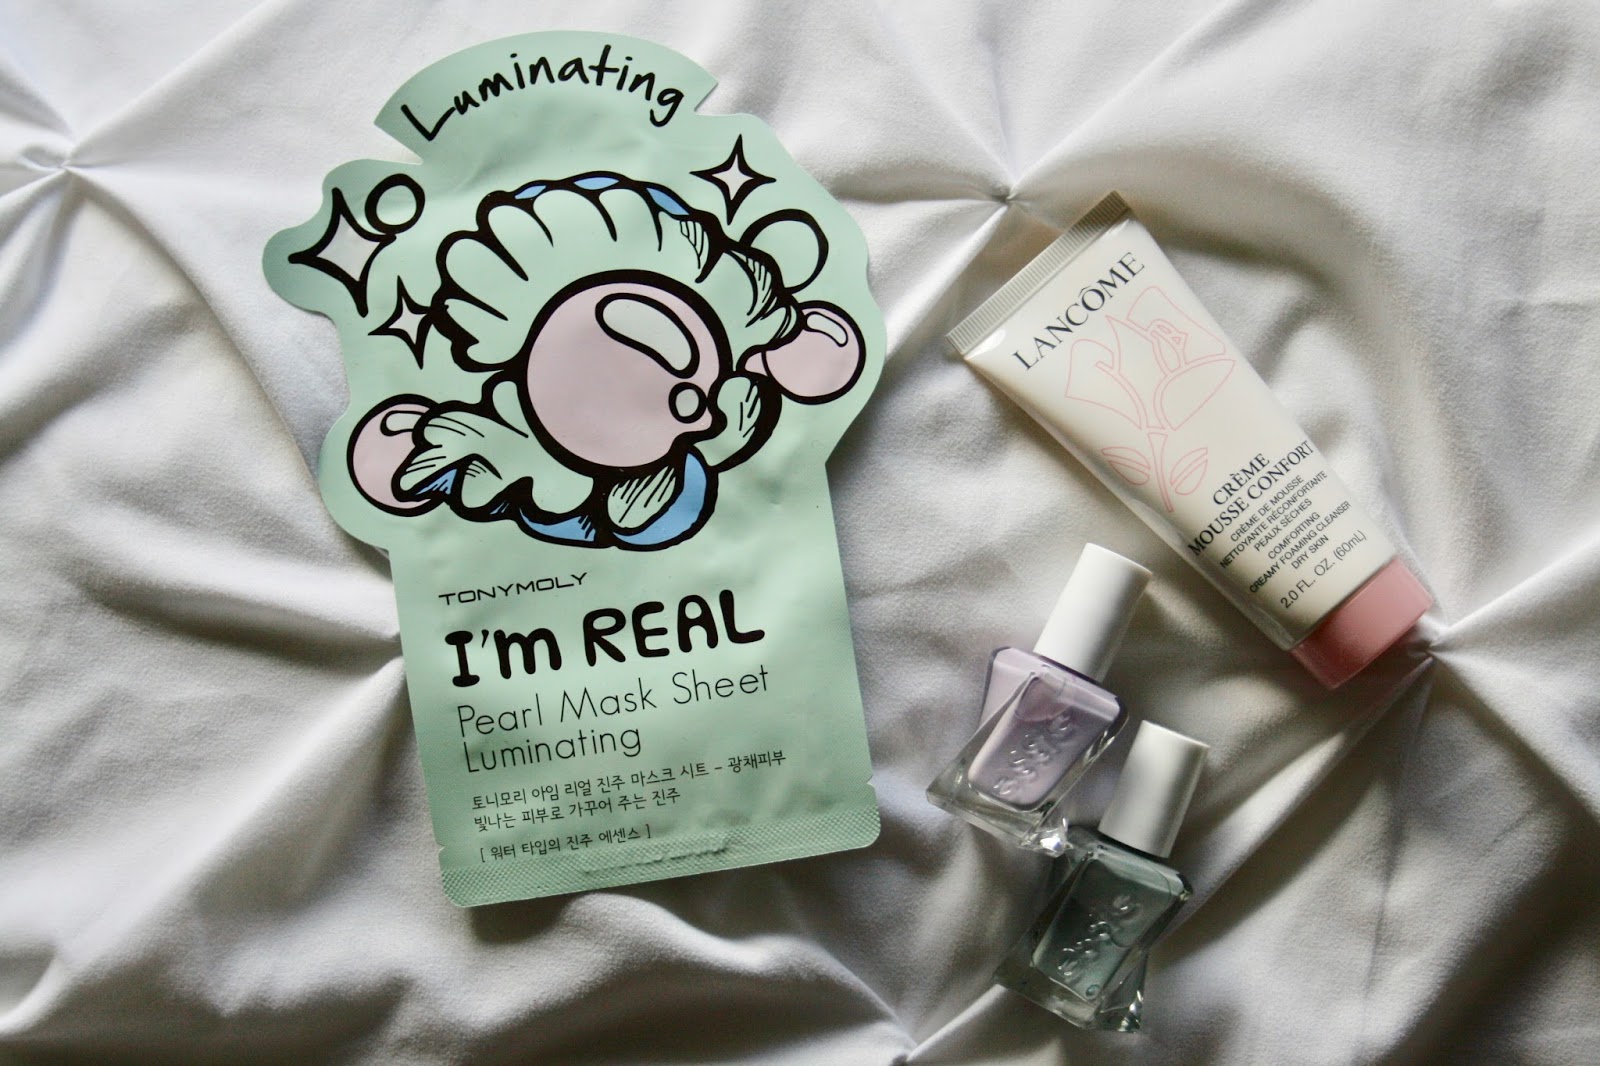 Luminating
TONYMOLY
I'm REAL
Pearl Mask Sheet
Luminating
토니모리 아임 리얼 진주 마스크 시트 - 광채피부
빛나는 피부로 가꾸어 주는 진주
[ 워터 타입의 진주 에센스 ]
LANCÔME
CRÈME
MOUSSE CONFORT
CRÈME DE MOUSSE
NETTOYANTE RÉCONFORTANTE
PEAUX SÈCHES
COMFORTING
CREAMY FOAMING CLEANSER
DRY SKIN
2.0 FL. OZ. (60mL)
essie
essie